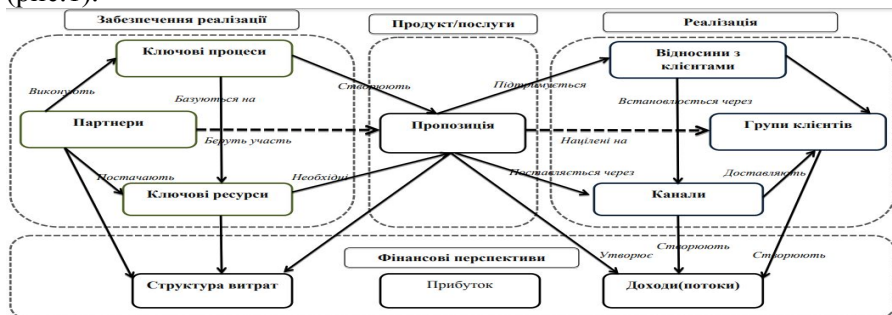 (рис.1).
Забезпечення реалізації
Продукт/послуги
Реалізація
Ключові процеси
Відносини з
клієнтами
Виконують
Базуються на
Створюють
Підтримується
Встановлюється через
Партнери
Беруть участь
Пропозиція
Націлені на
Групи клієнтів
Постачають
Ключові ресурси
Необхідні
Поставляється через
Канали
Доставляють
Фінансові перспективи
Утворює
Створюють
Створюють
Структура витрат
Прибуток
Доходи(потоки)